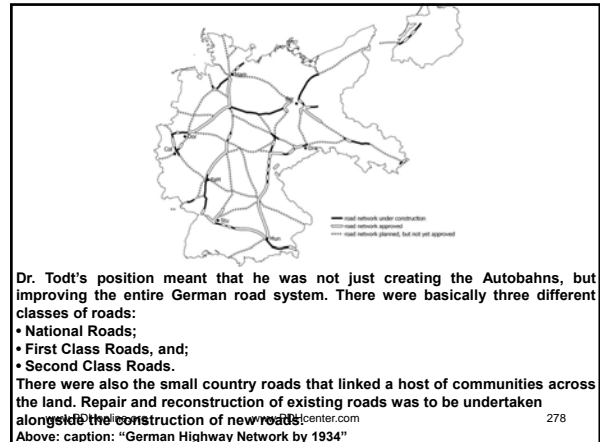 road network under construction
road network approved
road network planned, but not yet approved
Dr. Todt's position meant that he was not just creating the Autobahns, but
improving the entire German road system. There were basically three different
classes of roads:
• National Roads;
• First Class Roads, and;
• Second Class Roads.
There were also the small country roads that linked a host of communities across
the land. Repair and reconstruction of existing roads was to be undertaken
alongside the construction of new roads.
www.PDHonline.org www.PDHcenter.com 278
Above: caption: “German Highway Network by 1934”